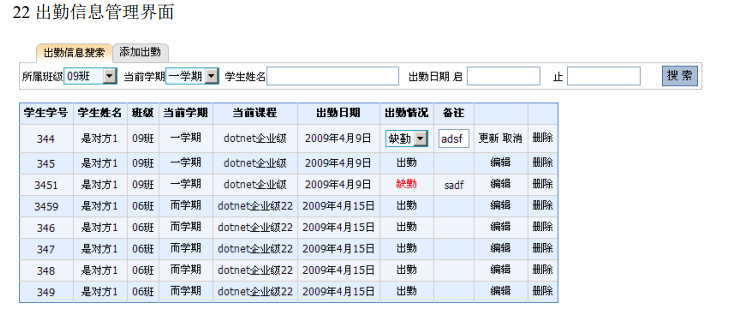 22 出勤信息管理界面
出勤信息搜索 添加出勤
所属班级 09班 当前学期 一学期 学生姓名 出勤日期 启 止 搜 索
学生学号 学生姓名 班级 当前学期 当前课程 出勤日期 出勤情况 备注
344 是对方1 09班 一学期 dotnet企业级 2009年4月9日 缺勤 adsf 更新 取消 删除
345 是对方1 09班 一学期 dotnet企业级 2009年4月9日 出勤 编辑 删除
3451 是对方1 09班 一学期 dotnet企业级 2009年4月9日 缺勤 sadf 编辑 删除
3459 是对方1 06班 而学期 dotnet企业级22 2009年4月15日 出勤 编辑 删除
346 是对方1 06班 而学期 dotnet企业级22 2009年4月15日 出勤 编辑 删除
347 是对方1 06班 而学期 dotnet企业级22 2009年4月15日 出勤 编辑 删除
348 是对方1 06班 而学期 dotnet企业级22 2009年4月15日 出勤 编辑 删除
349 是对方1 06班 而学期 dotnet企业级22 2009年4月15日 出勤 编辑 删除